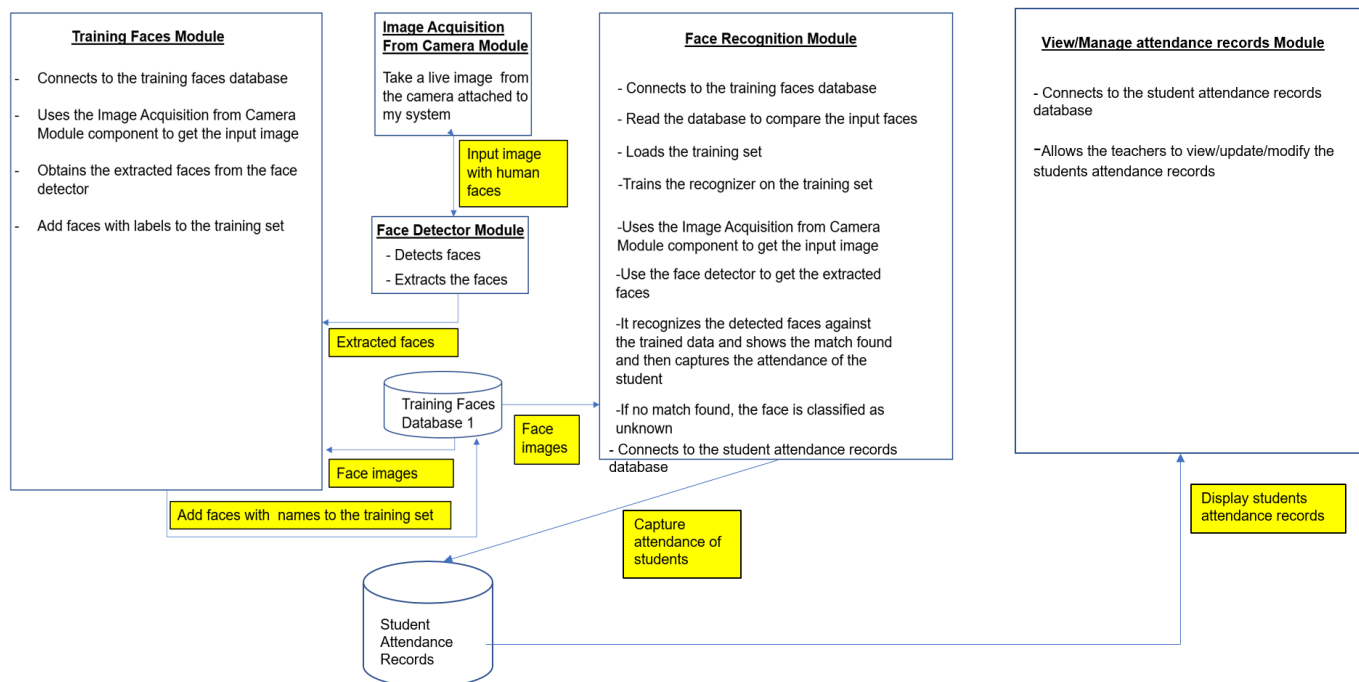 Training Faces Module
- Connects to the training faces database
- Uses the Image Acquisition from Camera
Module component to get the input image
- Obtains the extracted faces from the face
detector
- Add faces with labels to the training set
Image Acquisition
From Camera Module
Take a live image from
the camera attached to
my system
Input image
with human
faces
Face Detector Module
- Detects faces
- Extracts the faces
Extracted faces
Training Faces
Database 1
Face images
Add faces with names to the training set
Face
images
Face Recognition Module
- Connects to the training faces database
- Read the database to compare the input faces
- Loads the training set
-Trains the recognizer on the training set
-Uses the Image Acquisition from Camera
Module component to get the input image
-Use the face detector to get the extracted
faces
-It recognizes the detected faces against
the trained data and shows the match found
and then captures the attendance of the
student
-If no match found, the face is classified as
unknown
- Connects to the student attendance records
database
Capture
attendance of
students
Student
Attendance
Records
View/Manage attendance records Module
- Connects to the student attendance records
database
-Allows the teachers to view/update/modify the
students attendance records
Display students
attendance records